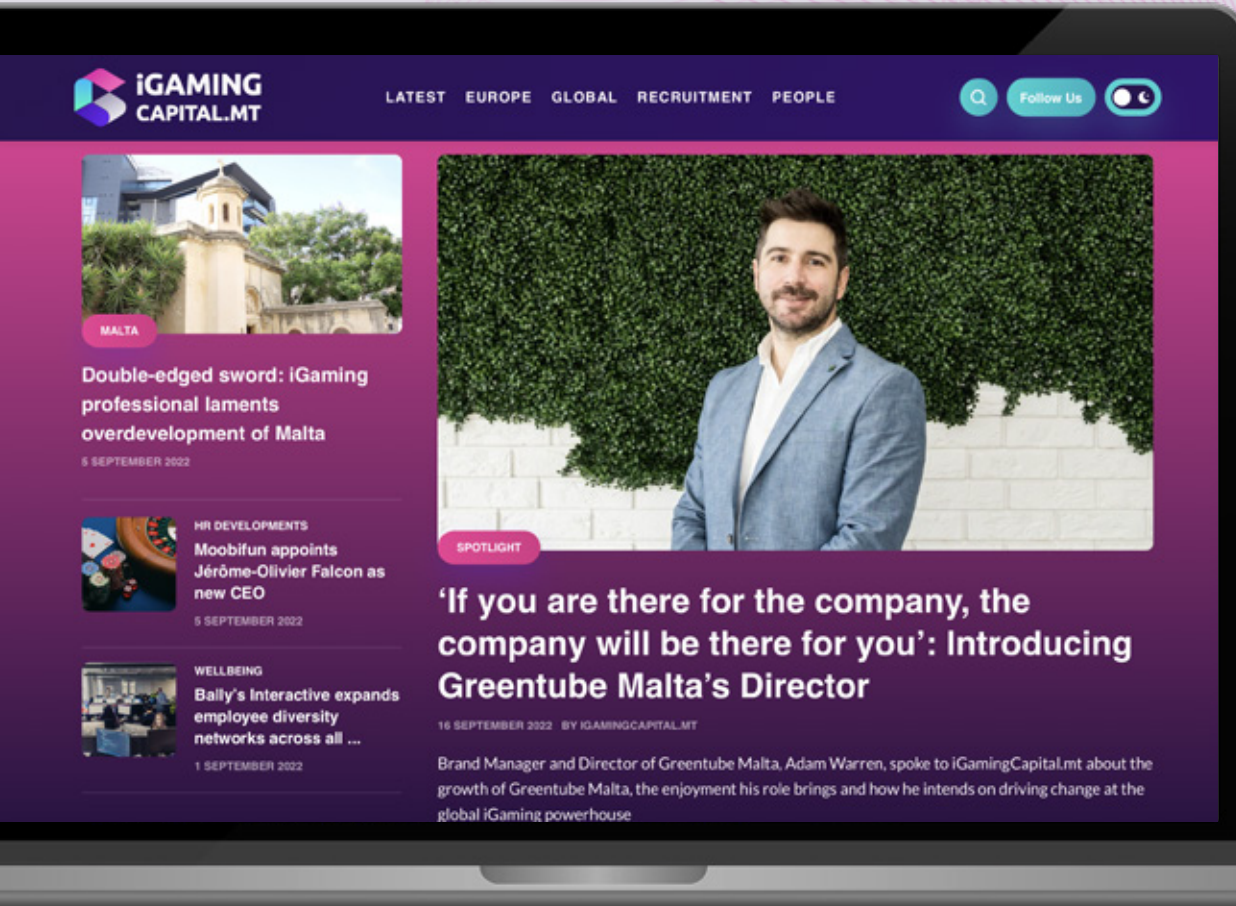 iGAMING
CAPITAL.MT
LATEST EUROPE GLOBAL RECRUITMENT PEOPLE
Follow Us
MALTA
Double-edged sword: iGaming
professional laments
overdevelopment of Malta
5 SEPTEMBER 2022
HR DEVELOPMENTS
Moobifun appoints
Jérôme-Olivier Falcon as
new CEO
5 SEPTEMBER 2022
WELLBEING
Bally's Interactive expands
employee diversity
networks across all ...
1 SEPTEMBER 2022
SPOTLIGHT
‘If you are there for the company, the
company will be there for you’: Introducing
Greentube Malta’s Director
16 SEPTEMBER 2022 BY IGAMINGCAPITAL.MT
Brand Manager and Director of Greentube Malta, Adam Warren, spoke to iGamingCapital.mt about the
growth of Greentube Malta, the enjoyment his role brings and how he intends on driving change at the
global iGaming powerhouse